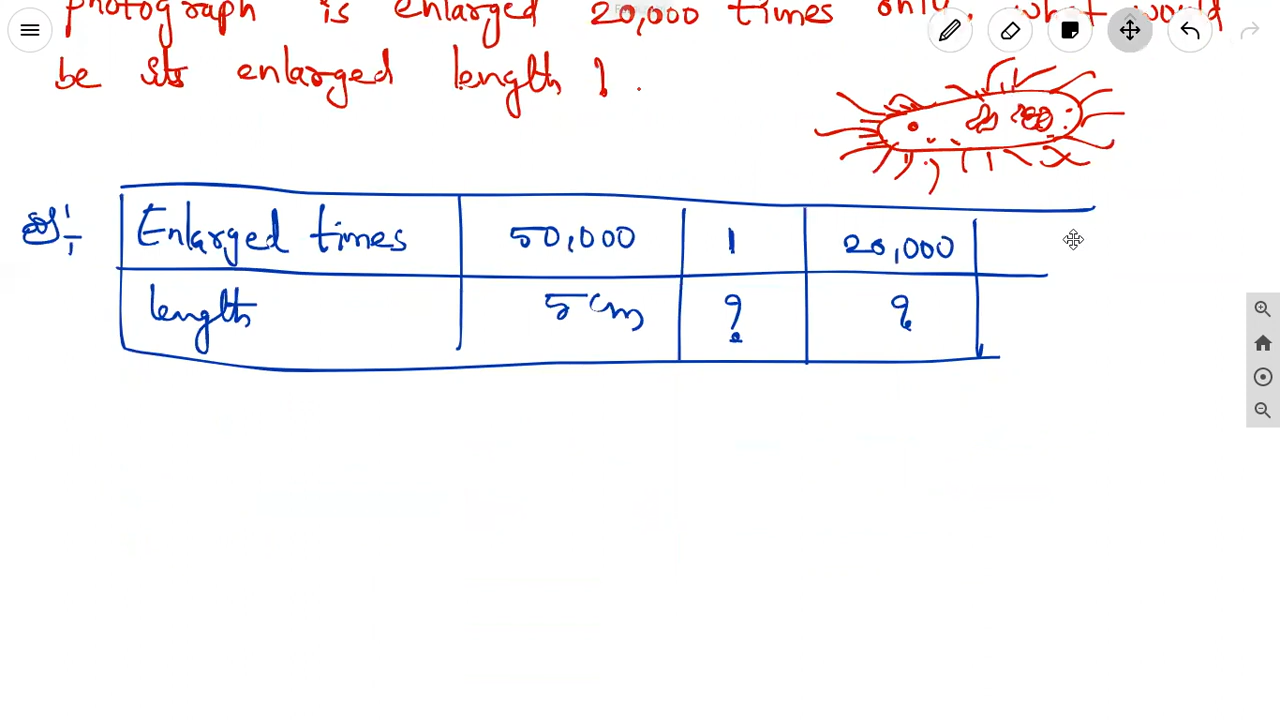 photograph is enlarged 20,000 times only, what would
be its enlarged length ?
Enlarged times 50,000 1 20,000
length 5 cm ? ?